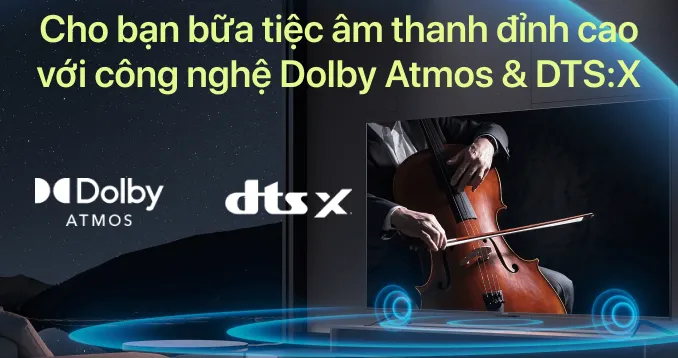 Cho bạn bữa tiệc âm thanh đỉnh cao
với công nghệ Dolby Atmos & DTS:X
Dolby
ATMOS
dts x